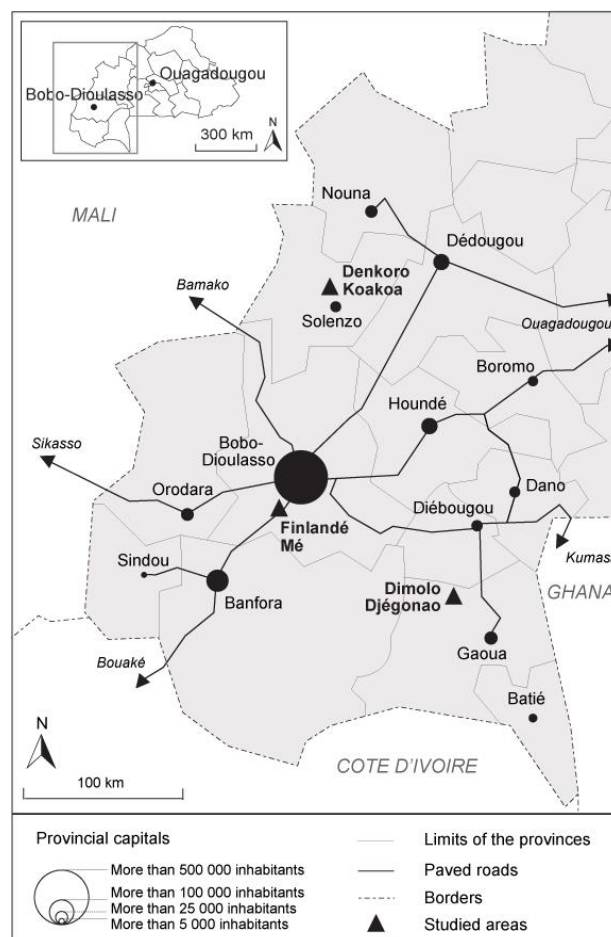 Ouagadougou
Bobo-Dioulasso
N
300 km
MALI
Nouna
Dédougou
Denkoro
Koakoa
Bamako
Solenzo
Ouagadougou
Boromo
Houndé
Bobo-
Dioulasso
Sikasso
Orodara
Dano
Finlandé
Mé
Diébougou
Sindou
Kumas
Dimolo
Djégonao
GHANA
Banfora
Gaoua
Bouaké
Batié
N
100 km
COTE D'IVOIRE
Provincial capitals
More than 500 000 inhabitants
More than 100 000 inhabitants
More than 25 000 inhabitants
More than 5 000 inhabitants
Limits of the provinces
Paved roads
Borders
Studied areas